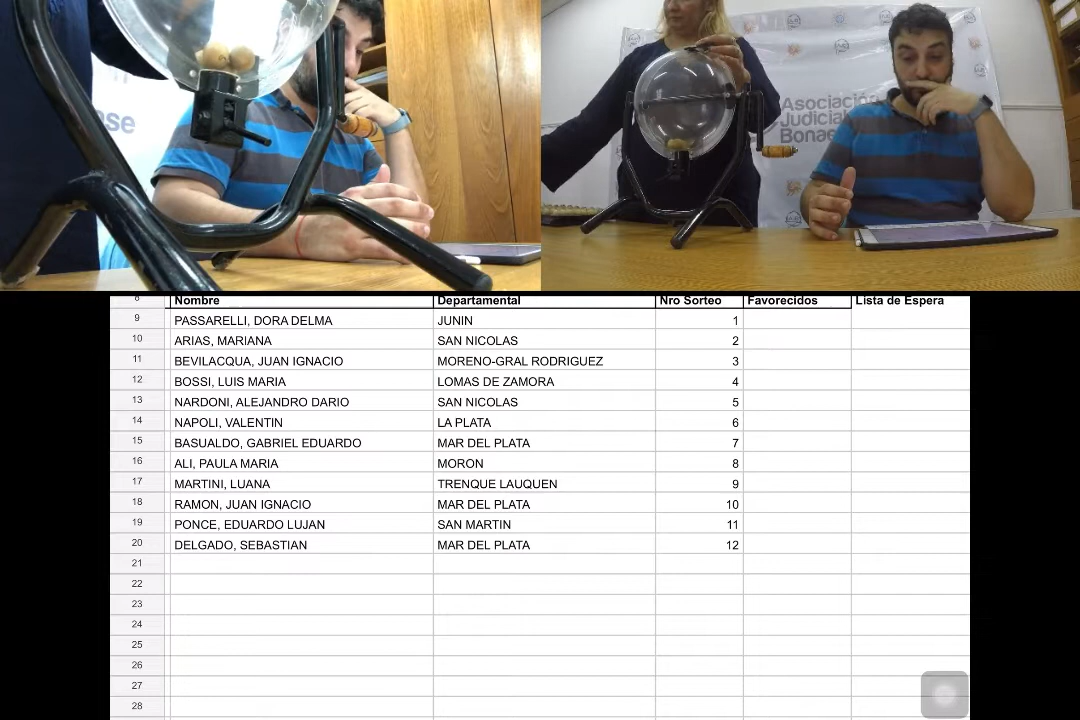 ese
Asociación
Judicial
Bonae
8 Nombre Departamental Nro Sorteo Favorecidos Lista de Espera
9 PASSARELLI, DORA DELMA JUNIN 1
10 ARIAS, MARIANA SAN NICOLAS 2
11 BEVILACQUA, JUAN IGNACIO MORENO-GRAL RODRIGUEZ 3
12 BOSSI, LUIS MARIA LOMAS DE ZAMORA 4
13 NARDONI, ALEJANDRO DARIO SAN NICOLAS 5
14 NAPOLI, VALENTIN LA PLATA 6
15 BASUALDO, GABRIEL EDUARDO MAR DEL PLATA 7
16 ALI, PAULA MARIA MORON 8
17 MARTINI, LUANA TRENQUE LAUQUEN 9
18 RAMON, JUAN IGNACIO MAR DEL PLATA 10
19 PONCE, EDUARDO LUJAN SAN MARTIN 11
20 DELGADO, SEBASTIAN MAR DEL PLATA 12
21
22
23
24
25
26
27
28